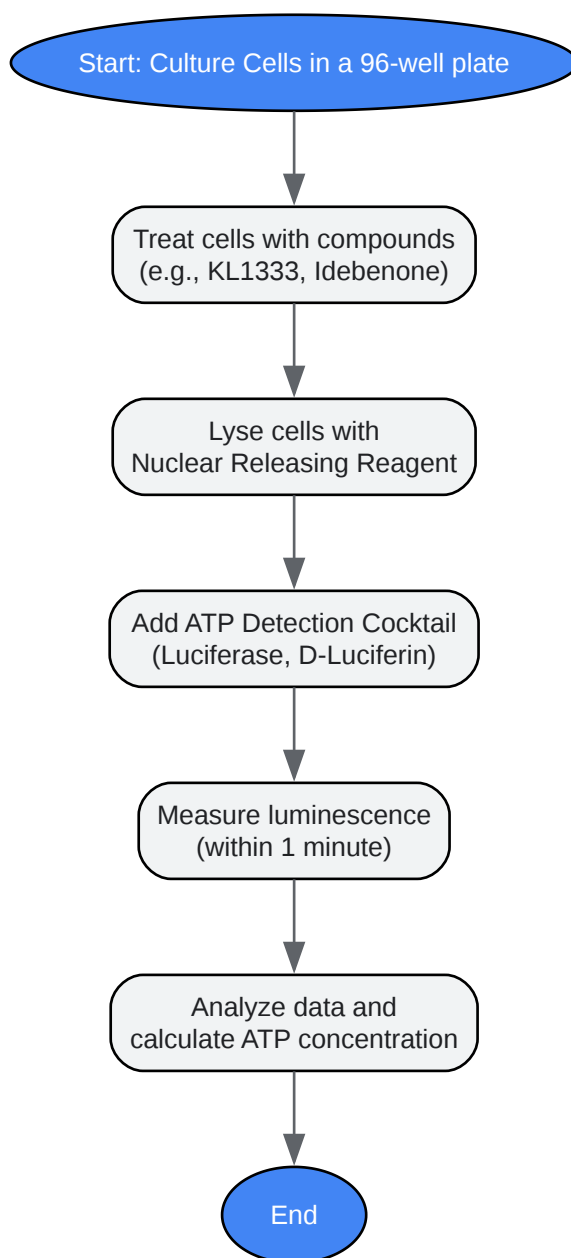 Start: Culture Cells in a 96-well plate
Treat cells with compounds
(e.g., KL1333, Idebenone)
Lyse cells with
Nuclear Releasing Reagent
Add ATP Detection Cocktail
(Luciferase, D-Luciferin)
Measure luminescence
(within 1 minute)
Analyze data and
calculate ATP concentration
End